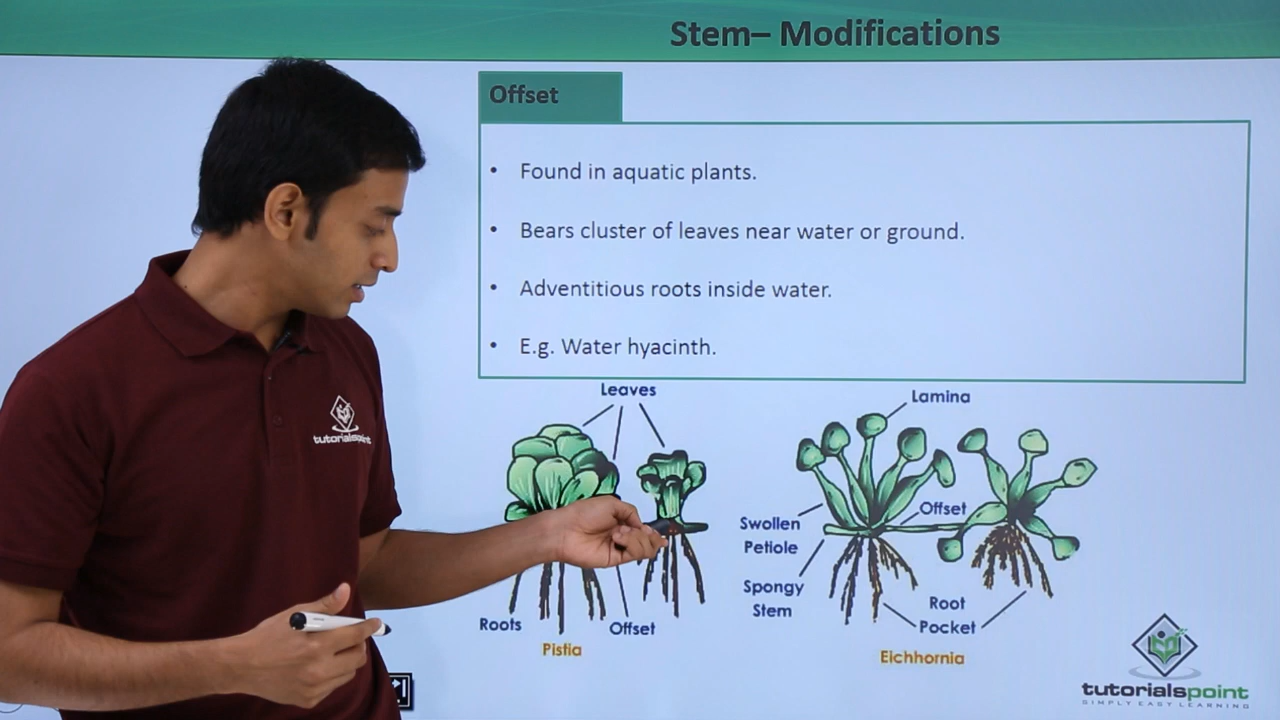 Stem– Modifications
Offset
• Found in aquatic plants.
• Bears cluster of leaves near water or ground.
• Adventitious roots inside water.
• E.g. Water hyacinth.
Leaves
Roots
Offset
Pistia
Lamina
Swollen
Petiole
Offset
Spongy
Stem
Root
Pocket
Eichhornia
tutorialspoint
tutorialspoint
SIMPLY EASY LEARNING